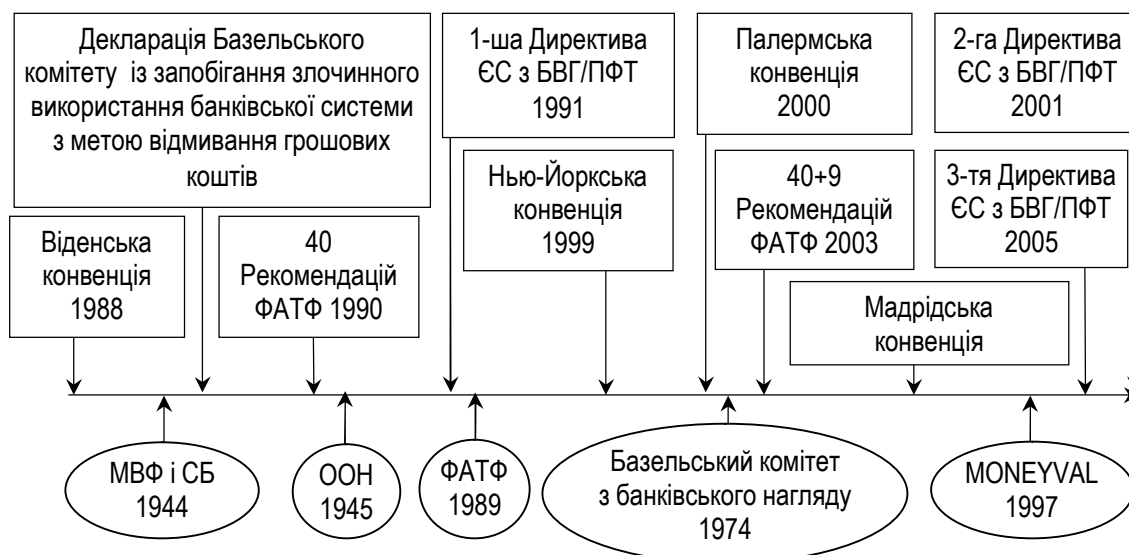 Декларація Базельського
комітету із запобігання злочинного
використання банківської системи
з метою відмивання грошових
коштів
1-ша Директива
ЄС з БВГ/ПФТ
1991
Палермська
конвенція
2000
2-га Директива
ЄС з БВГ/ПФТ
2001
Віденська
конвенція
1988
40
Рекомендацій
ФАТФ 1990
Нью-Йоркська
конвенція
1999
40+9
Рекомендацій
ФАТФ 2003
3-тя Директива
ЄС з БВГ/ПФТ
2005
Мадрідська
конвенція
МВФ і СБ
1944
ООН
1945
ФАТФ
1989
Базельський комітет
з банківського нагляду
1974
MONEYVAL
1997